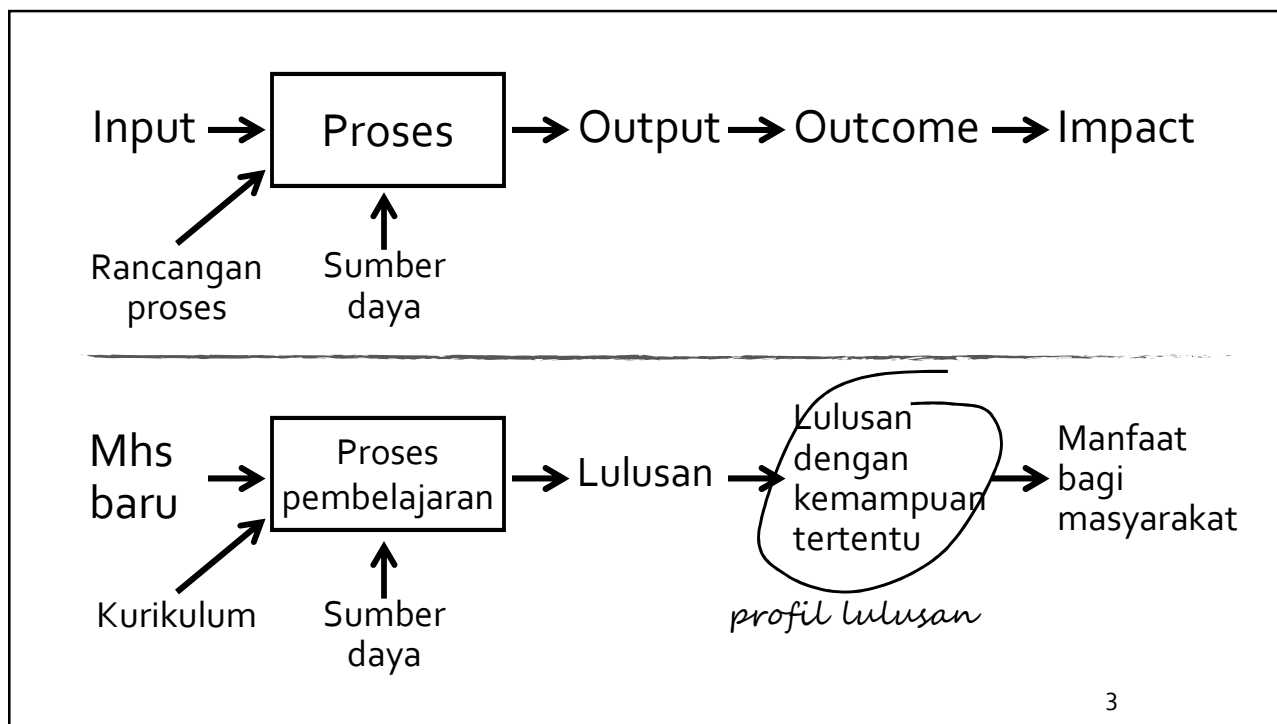 Input
Proses
Output
Outcome
Impact
Rancangan
proses
Sumber
daya
Mhs
baru
Proses
pembelajaran
Lulusan
Lulusan
dengan
kemampuan
tertentu
Manfaat
bagi
masyarakat
Kurikulum
Sumber
daya
profil lulusan
3